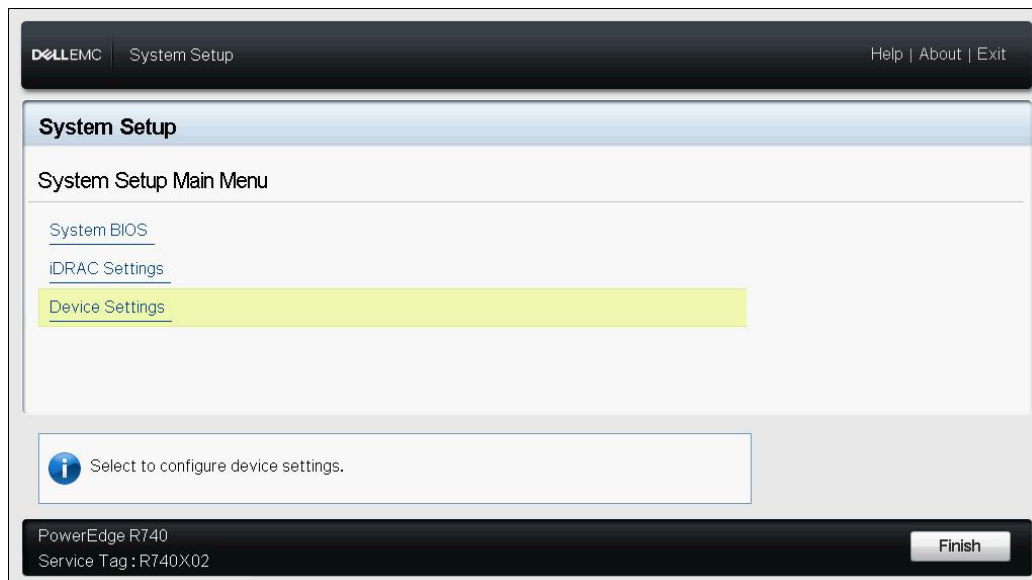 DELLEMC System Setup Help | About | Exit
System Setup
System Setup Main Menu
System BIOS
iDRAC Settings
Device Settings
Select to configure device settings.
PowerEdge R740
Service Tag : R740X02
Finish